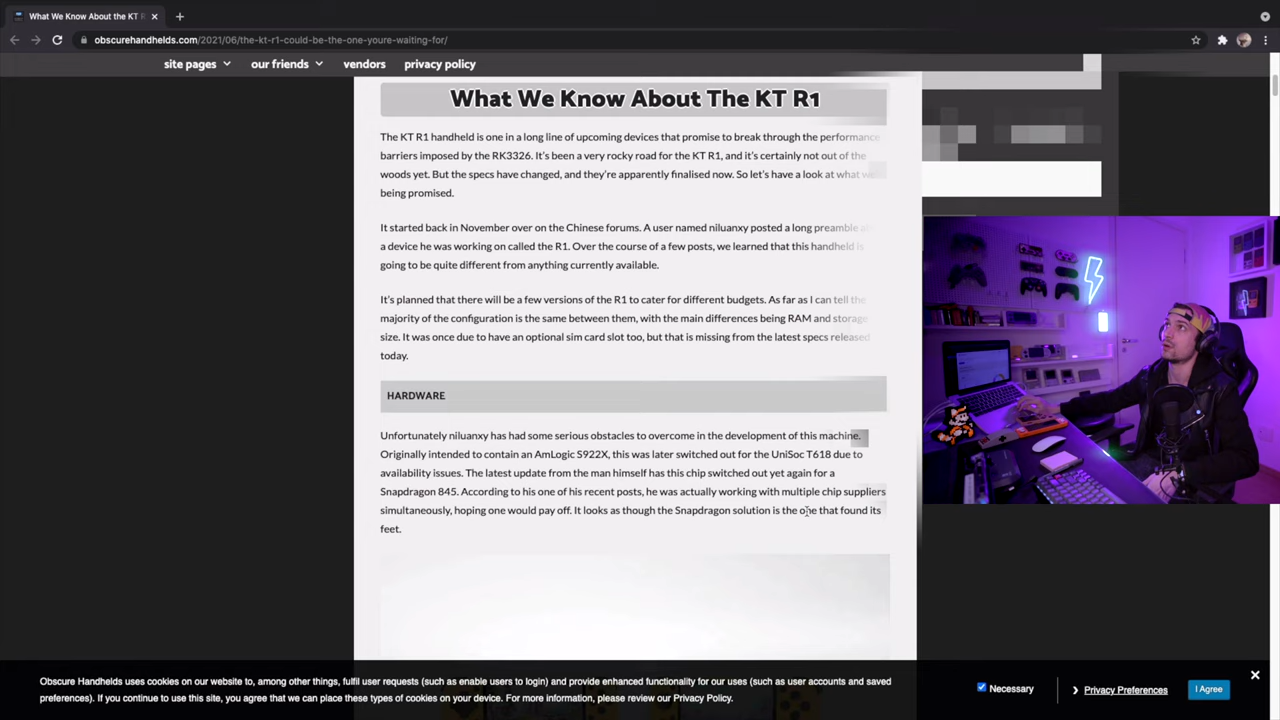 What We Know About the KT R
obscurehandhelds.com/2021/06/the-kt-r1-could-be-the-one-youre-waiting-for/
site pages
our friends
vendors
privacy policy
What We Know About The KT R1
The KT R1 handheld is one in a long line of upcoming devices that promise to break through the performance
barriers imposed by the RK3326. It's been a very rocky road for the KT R1, and it's certainly not out of the
woods yet. But the specs have changed, and they're apparently finalised now. So let's have a look at what
being promised.
It started back in November over on the Chinese forums. A user named niluanxy posted a long preamble
a device he was working on called the R1. Over the course of a few posts, we learned that this handheld is
going to be quite different from anything currently available.
It's planned that there will be a few versions of the R1 to cater for different budgets. As far as I can tell the
majority of the configuration is the same between them, with the main differences being RAM and storage
size. It was once due to have an optional sim card slot too, but that is missing from the latest specs released
today.
HARDWARE
Unfortunately niluanxy has had some serious obstacles to overcome in the development of this machine.
Originally intended to contain an AmLogic S922X, this was later switched out for the UniSoc T618 due to
availability issues. The latest update from the man himself has this chip switched out yet again for a
Snapdragon 845. According to his one of his recent posts, he was actually working with multiple chip suppliers
simultaneously, hoping one would pay off. It looks as though the Snapdragon solution is the one that found its
feet.
Obscure Handhelds uses cookies on our website to, among other things, fulfil user requests (such as enable users to login) and provide enhanced functionality for our uses (such as user accounts and saved
preferences). If you continue to use this site, you agree that we can place these types of cookies on your device. For more information, please review our Privacy Policy.
Necessary
Privacy Preferences
I Agree